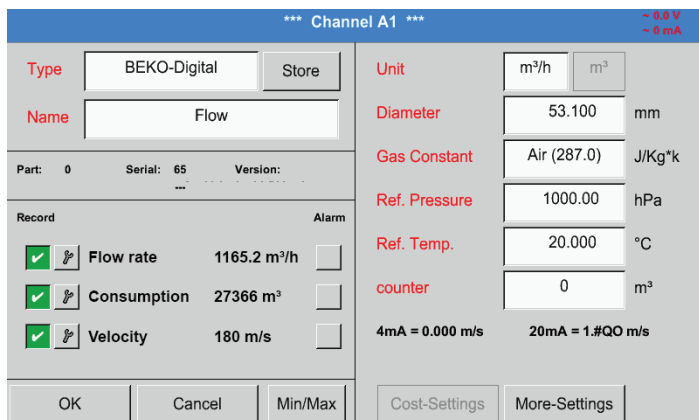 *** Channel A1 ***
~ 0.0 V
~ 0 mA
Type BEKO-Digital Store
Name Flow
Part: 0 Serial: 65 Version:
---
Record Alarm
Flow rate 1165.2 m³/h
Consumption 27366 m³
Velocity 180 m/s
OK Cancel Min/Max
Unit m³/h m³
Diameter 53.100 mm
Gas Constant Air (287.0) J/Kg*k
Ref. Pressure 1000.00 hPa
Ref. Temp. 20.000 °C
counter 0 m³
4mA = 0.000 m/s 20mA = 1.#QO m/s
Cost-Settings More-Settings